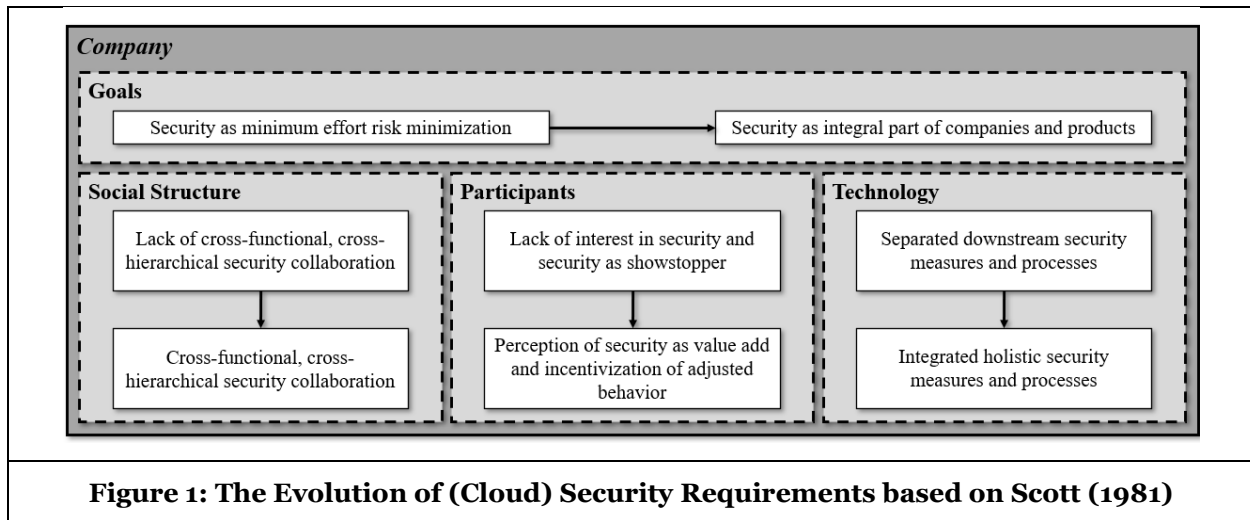 Company
Goals
Security as minimum effort risk minimization
Security as integral part of companies and products
Social Structure
Lack of cross-functional, cross-
hierarchical security collaboration
Cross-functional, cross-
hierarchical security collaboration
Participants
Lack of interest in security and
security as showstopper
Perception of security as value add
and incentivization of adjusted
behavior
Technology
Separated downstream security
measures and processes
Integrated holistic security
measures and processes
Figure 1: The Evolution of (Cloud) Security Requirements based on Scott (1981)